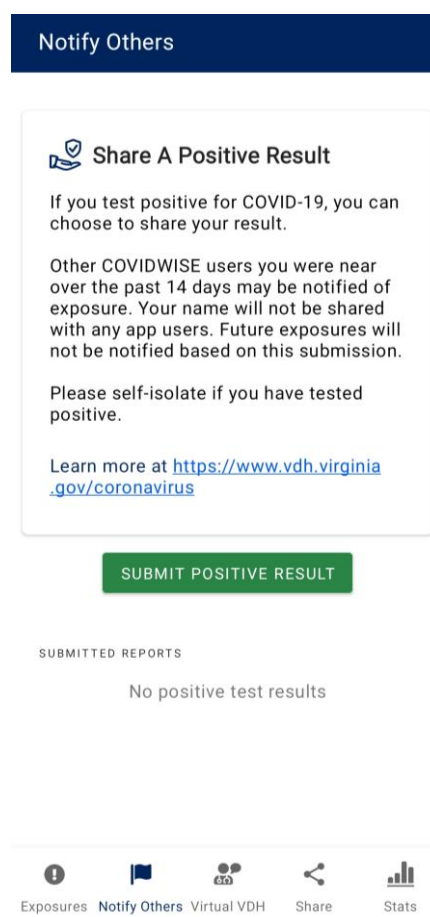 Notify Others
Share A Positive Result
If you test positive for COVID-19, you can
choose to share your result.
Other COVIDWISE users you were near
over the past 14 days may be notified of
exposure. Your name will not be shared
with any app users. Future exposures will
not be notified based on this submission.
Please self-isolate if you have tested
positive.
Learn more at https://www.vdh.virginia
.gov/coronavirus
SUBMIT POSITIVE RESULT
SUBMITTED REPORTS
No positive test results
Exposures Notify Others Virtual VDH Share Stats